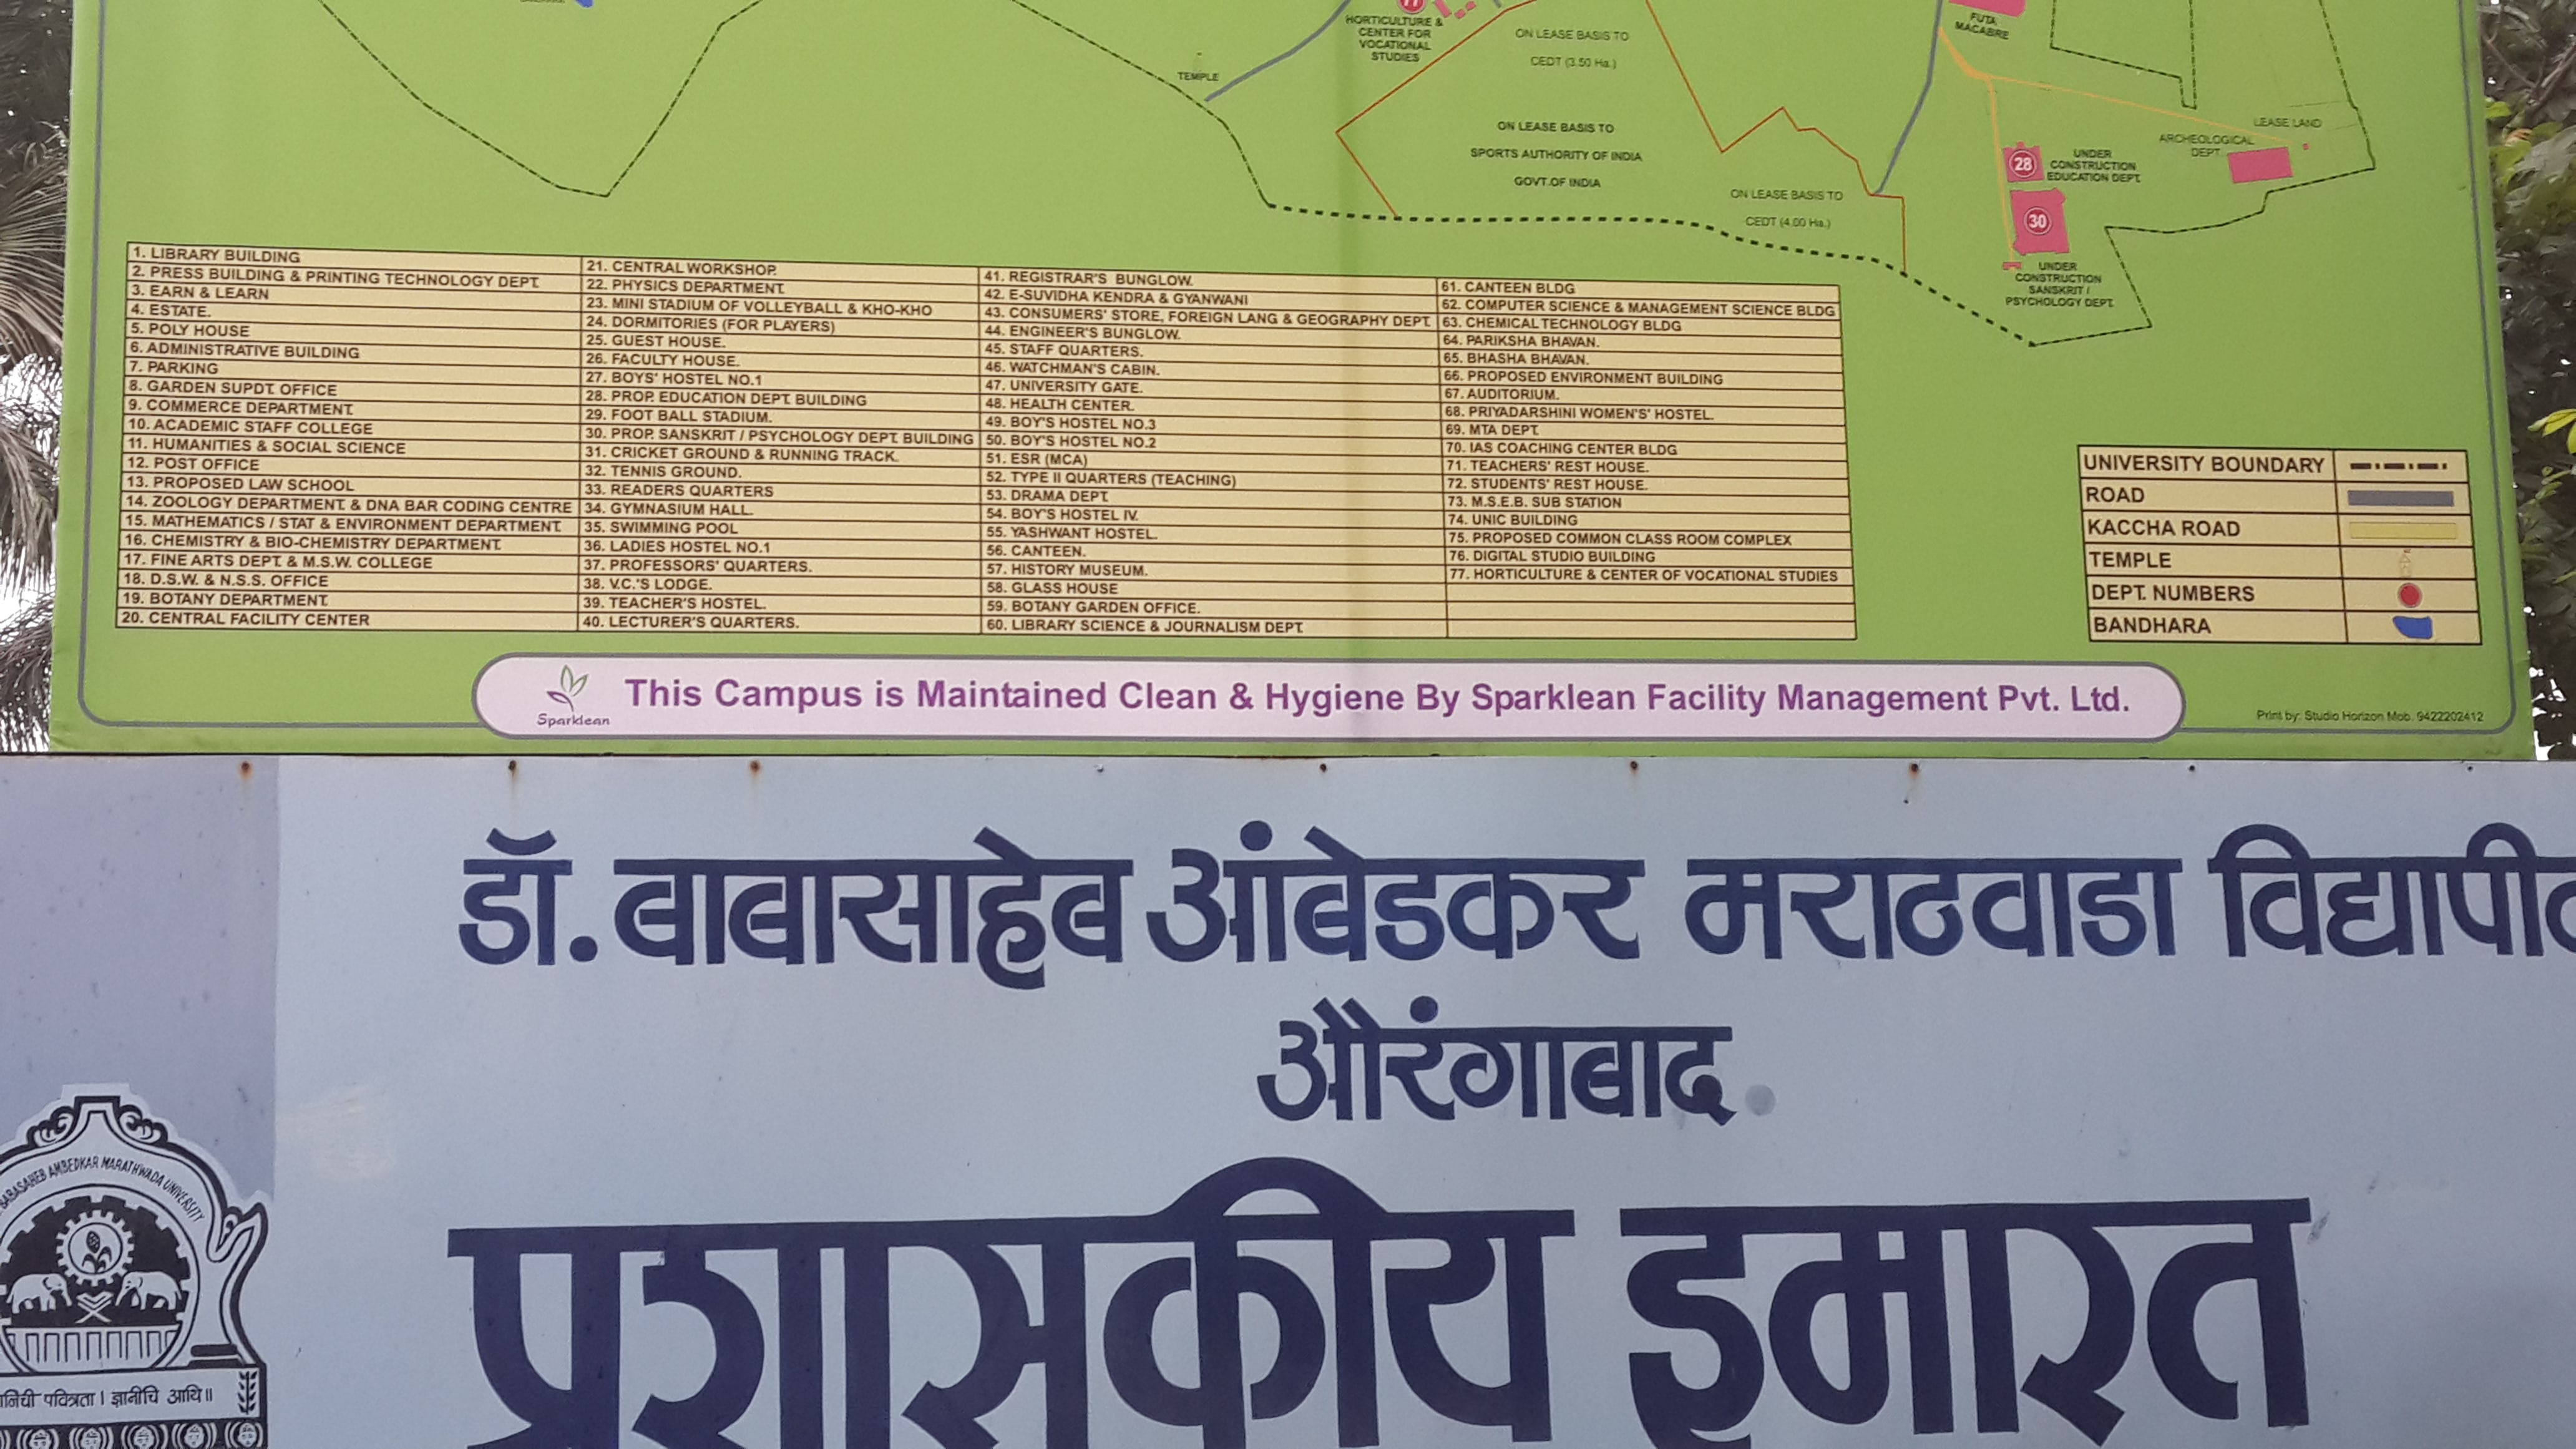 HORTICULTURE &
CENTER FOR
VOCATIONAL
STUDIES
TEMPLE
ON LEASE BASIS TO
CEDT (3.50 Ha.)
ON LEASE BASIS TO
SPORTS AUTHORITY OF INDIA
GOVT.OF INDIA
ON LEASE BASIS TO
CEDT (4.00 Ha.)
FUTA
MACABRE
LEASE LAND
ARCHEOLOGICAL
DEPT.
28
UNDER
CONSTRUCTION
EDUCATION DEPT.
30
UNDER
CONSTRUCTION
SANSKRIT /
PSYCHOLOGY DEPT.
1. LIBRARY BUILDING
2. PRESS BUILDING & PRINTING TECHNOLOGY DEPT.
3. EARN & LEARN
4. ESTATE.
5. POLY HOUSE
6. ADMINISTRATIVE BUILDING
7. PARKING
8. GARDEN SUPDT. OFFICE
9. COMMERCE DEPARTMENT.
10. ACADEMIC STAFF COLLEGE
11. HUMANITIES & SOCIAL SCIENCE
12. POST OFFICE
13. PROPOSED LAW SCHOOL
14. ZOOLOGY DEPARTMENT. & DNA BAR CODING CENTRE
15. MATHEMATICS / STAT & ENVIRONMENT DEPARTMENT.
16. CHEMISTRY & BIO-CHEMISTRY DEPARTMENT.
17. FINE ARTS DEPT. & M.S.W. COLLEGE
18. D.S.W. & N.S.S. OFFICE
19. BOTANY DEPARTMENT.
20. CENTRAL FACILITY CENTER
21. CENTRAL WORKSHOP.
22. PHYSICS DEPARTMENT.
23. MINI STADIUM OF VOLLEYBALL & KHO-KHO
24. DORMITORIES (FOR PLAYERS)
25. GUEST HOUSE.
26. FACULTY HOUSE.
27. BOYS' HOSTEL NO.1
28. PROP. EDUCATION DEPT. BUILDING
29. FOOT BALL STADIUM.
30. PROP. SANSKRIT / PSYCHOLOGY DEPT. BUILDING
31. CRICKET GROUND & RUNNING TRACK.
32. TENNIS GROUND.
33. READERS QUARTERS
34. GYMNASIUM HALL.
35. SWIMMING POOL
36. LADIES HOSTEL NO.1
37. PROFESSORS' QUARTERS.
38. V.C.'S LODGE.
39. TEACHER'S HOSTEL.
40. LECTURER'S QUARTERS.
41. REGISTRAR'S BUNGLOW.
42. E-SUVIDHA KENDRA & GYANWANI
43. CONSUMERS' STORE, FOREIGN LANG & GEOGRAPHY DEPT.
44. ENGINEER'S BUNGLOW.
45. STAFF QUARTERS.
46. WATCHMAN'S CABIN.
47. UNIVERSITY GATE.
48. HEALTH CENTER.
49. BOY'S HOSTEL NO.3
50. BOY'S HOSTEL NO.2
51. ESR (MCA)
52. TYPE II QUARTERS (TEACHING)
53. DRAMA DEPT.
54. BOY'S HOSTEL IV.
55. YASHWANT HOSTEL.
56. CANTEEN.
57. HISTORY MUSEUM.
58. GLASS HOUSE
59. BOTANY GARDEN OFFICE.
60. LIBRARY SCIENCE & JOURNALISM DEPT.
61. CANTEEN BLDG
62. COMPUTER SCIENCE & MANAGEMENT SCIENCE BLDG
63. CHEMICAL TECHNOLOGY BLDG
64. PARIKSHA BHAVAN.
65. BHASHA BHAVAN.
66. PROPOSED ENVIRONMENT BUILDING
67. AUDITORIUM.
68. PRIYADARSHINI WOMEN'S' HOSTEL.
69. MTA DEPT.
70. IAS COACHING CENTER BLDG
71. TEACHERS' REST HOUSE.
72. STUDENTS' REST HOUSE.
73. M.S.E.B. SUB STATION
74. UNIC BUILDING
75. PROPOSED COMMON CLASS ROOM COMPLEX
76. DIGITAL STUDIO BUILDING
77. HORTICULTURE & CENTER OF VOCATIONAL STUDIES
UNIVERSITY BOUNDARY
ROAD
KACCHA ROAD
TEMPLE
DEPT. NUMBERS
BANDHARA
Sparklean
This Campus is Maintained Clean & Hygiene By Sparklean Facility Management Pvt. Ltd.
Print by: Studio Horizon Mob. 9422202412
डॉ. बाबासाहेब आंबेडकर मराठवाडा विद्यापीठ
औरंगाबाद
प्रशासकीय इमारत
BABASAHEB AMBEDKAR MARATHWADA UNIVERSITY
पवित्रता । ज्ञानीचि आथि ॥